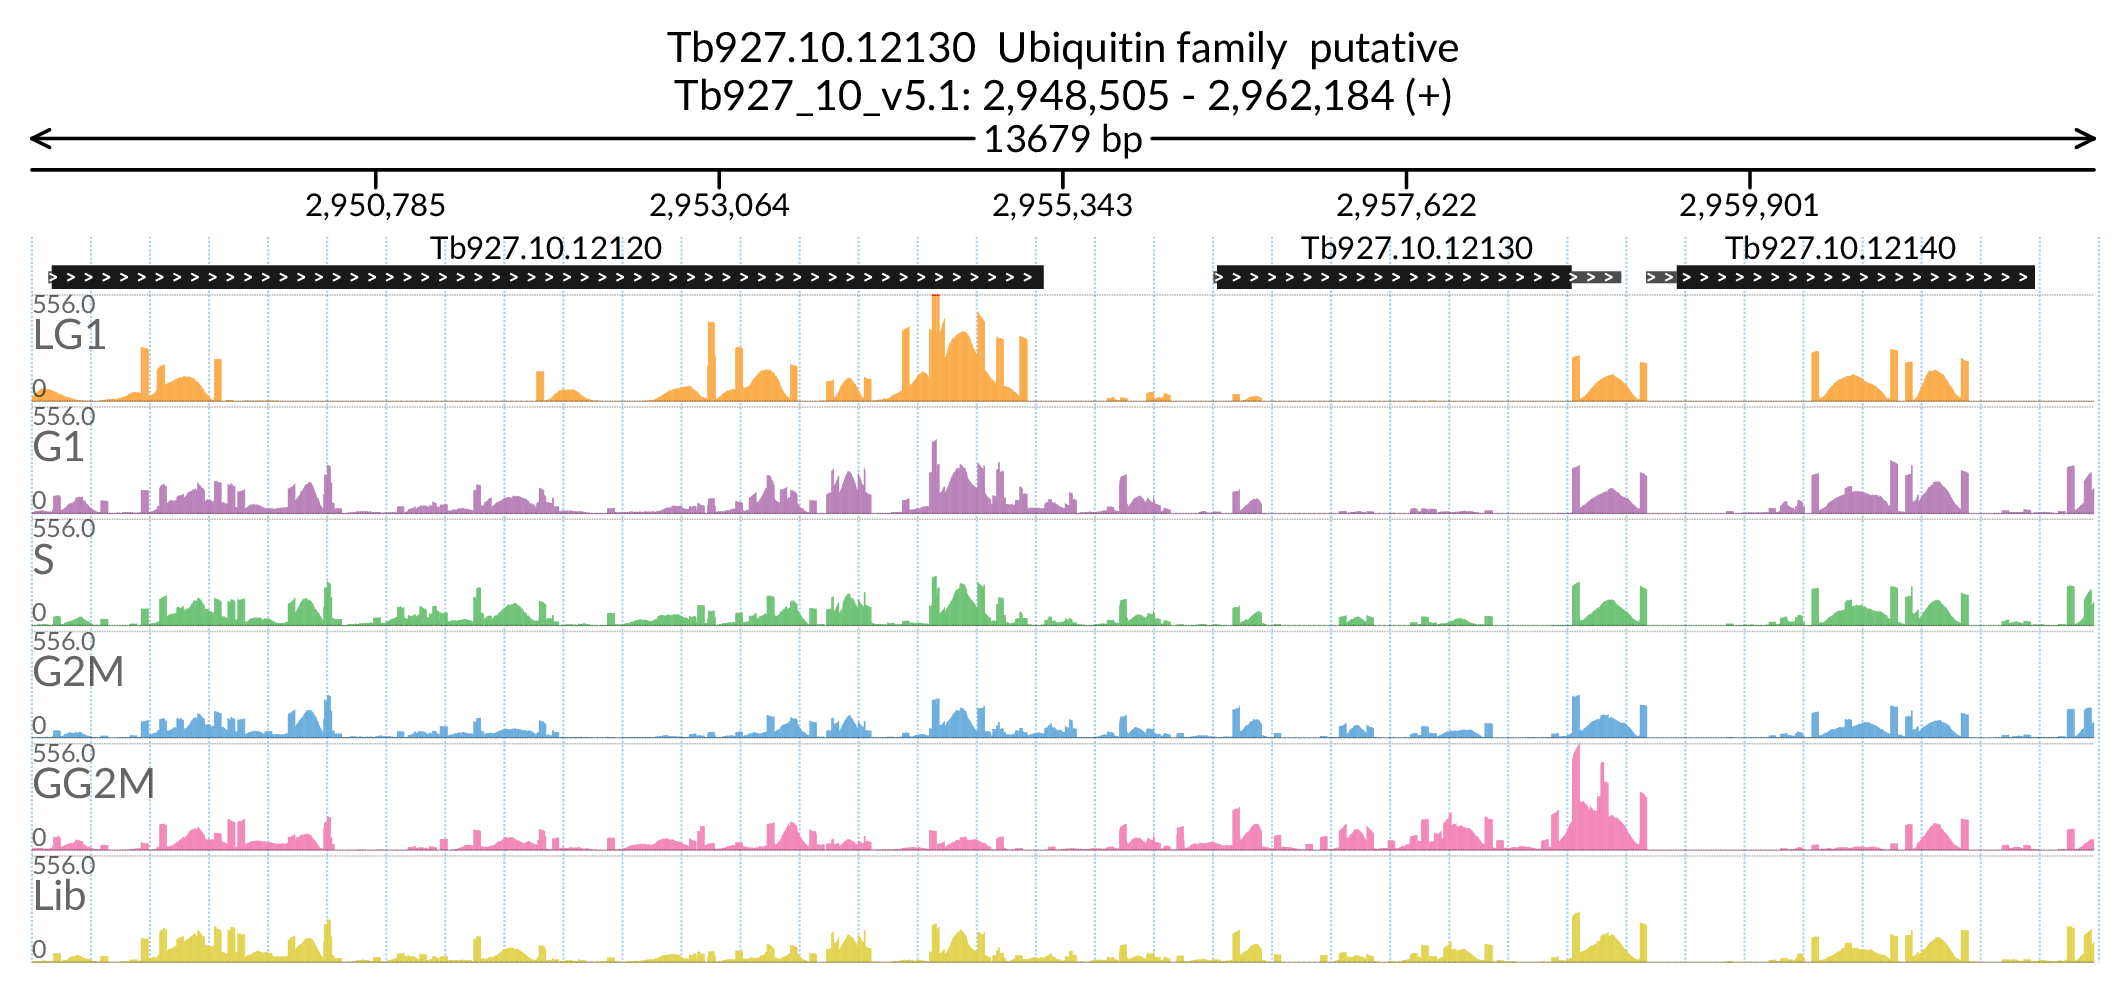 Tb927.10.12130 Ubiquitin family putative
Tb927_10_v5.1: 2,948,505 - 2,962,184 (+)
13679 bp
2,950,785 2,953,064 2,955,343 2,957,622 2,959,901
Tb927.10.12120 Tb927.10.12130 Tb927.10.12140
556.0
LG1
0
556.0
G1
0
556.0
S
0
556.0
G2M
0
556.0
GG2M
0
556.0
Lib
0